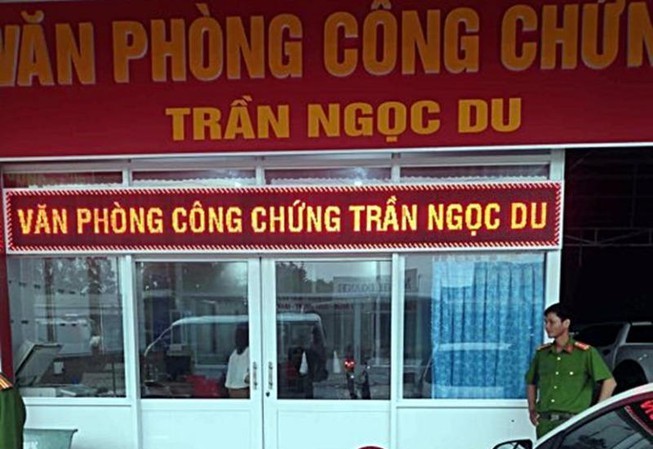 VĂN PHÒNG CÔNG CHỨN
TRẦN NGỌC DU
VĂN PHÒNG CÔNG CHỨNG TRẦN NGỌC DU